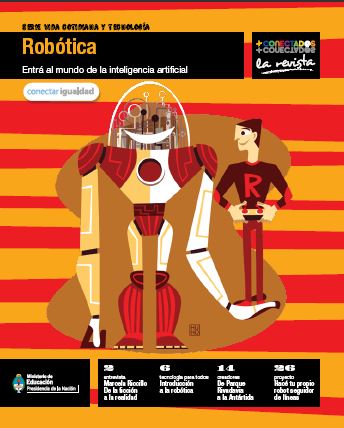 SERIE VIDA COTIDIANA Y TECNOLOGÍA
Robótica
Entrá al mundo de la inteligencia artificial
conectar igualdad
+CONECTADOS
+CONECTADOS
la revista
R
Ministerio de
Educación
Presidencia de la Nación
2
entrevista
Marcela Riccillo
De la ficción
a la realidad
6
tecnología para todos
Introducción
a la robótica
14
creadores
De Parque
Rivadavia
a la Antártida
26
proyecto
Hacé tu propio
robot seguidor
de líneas